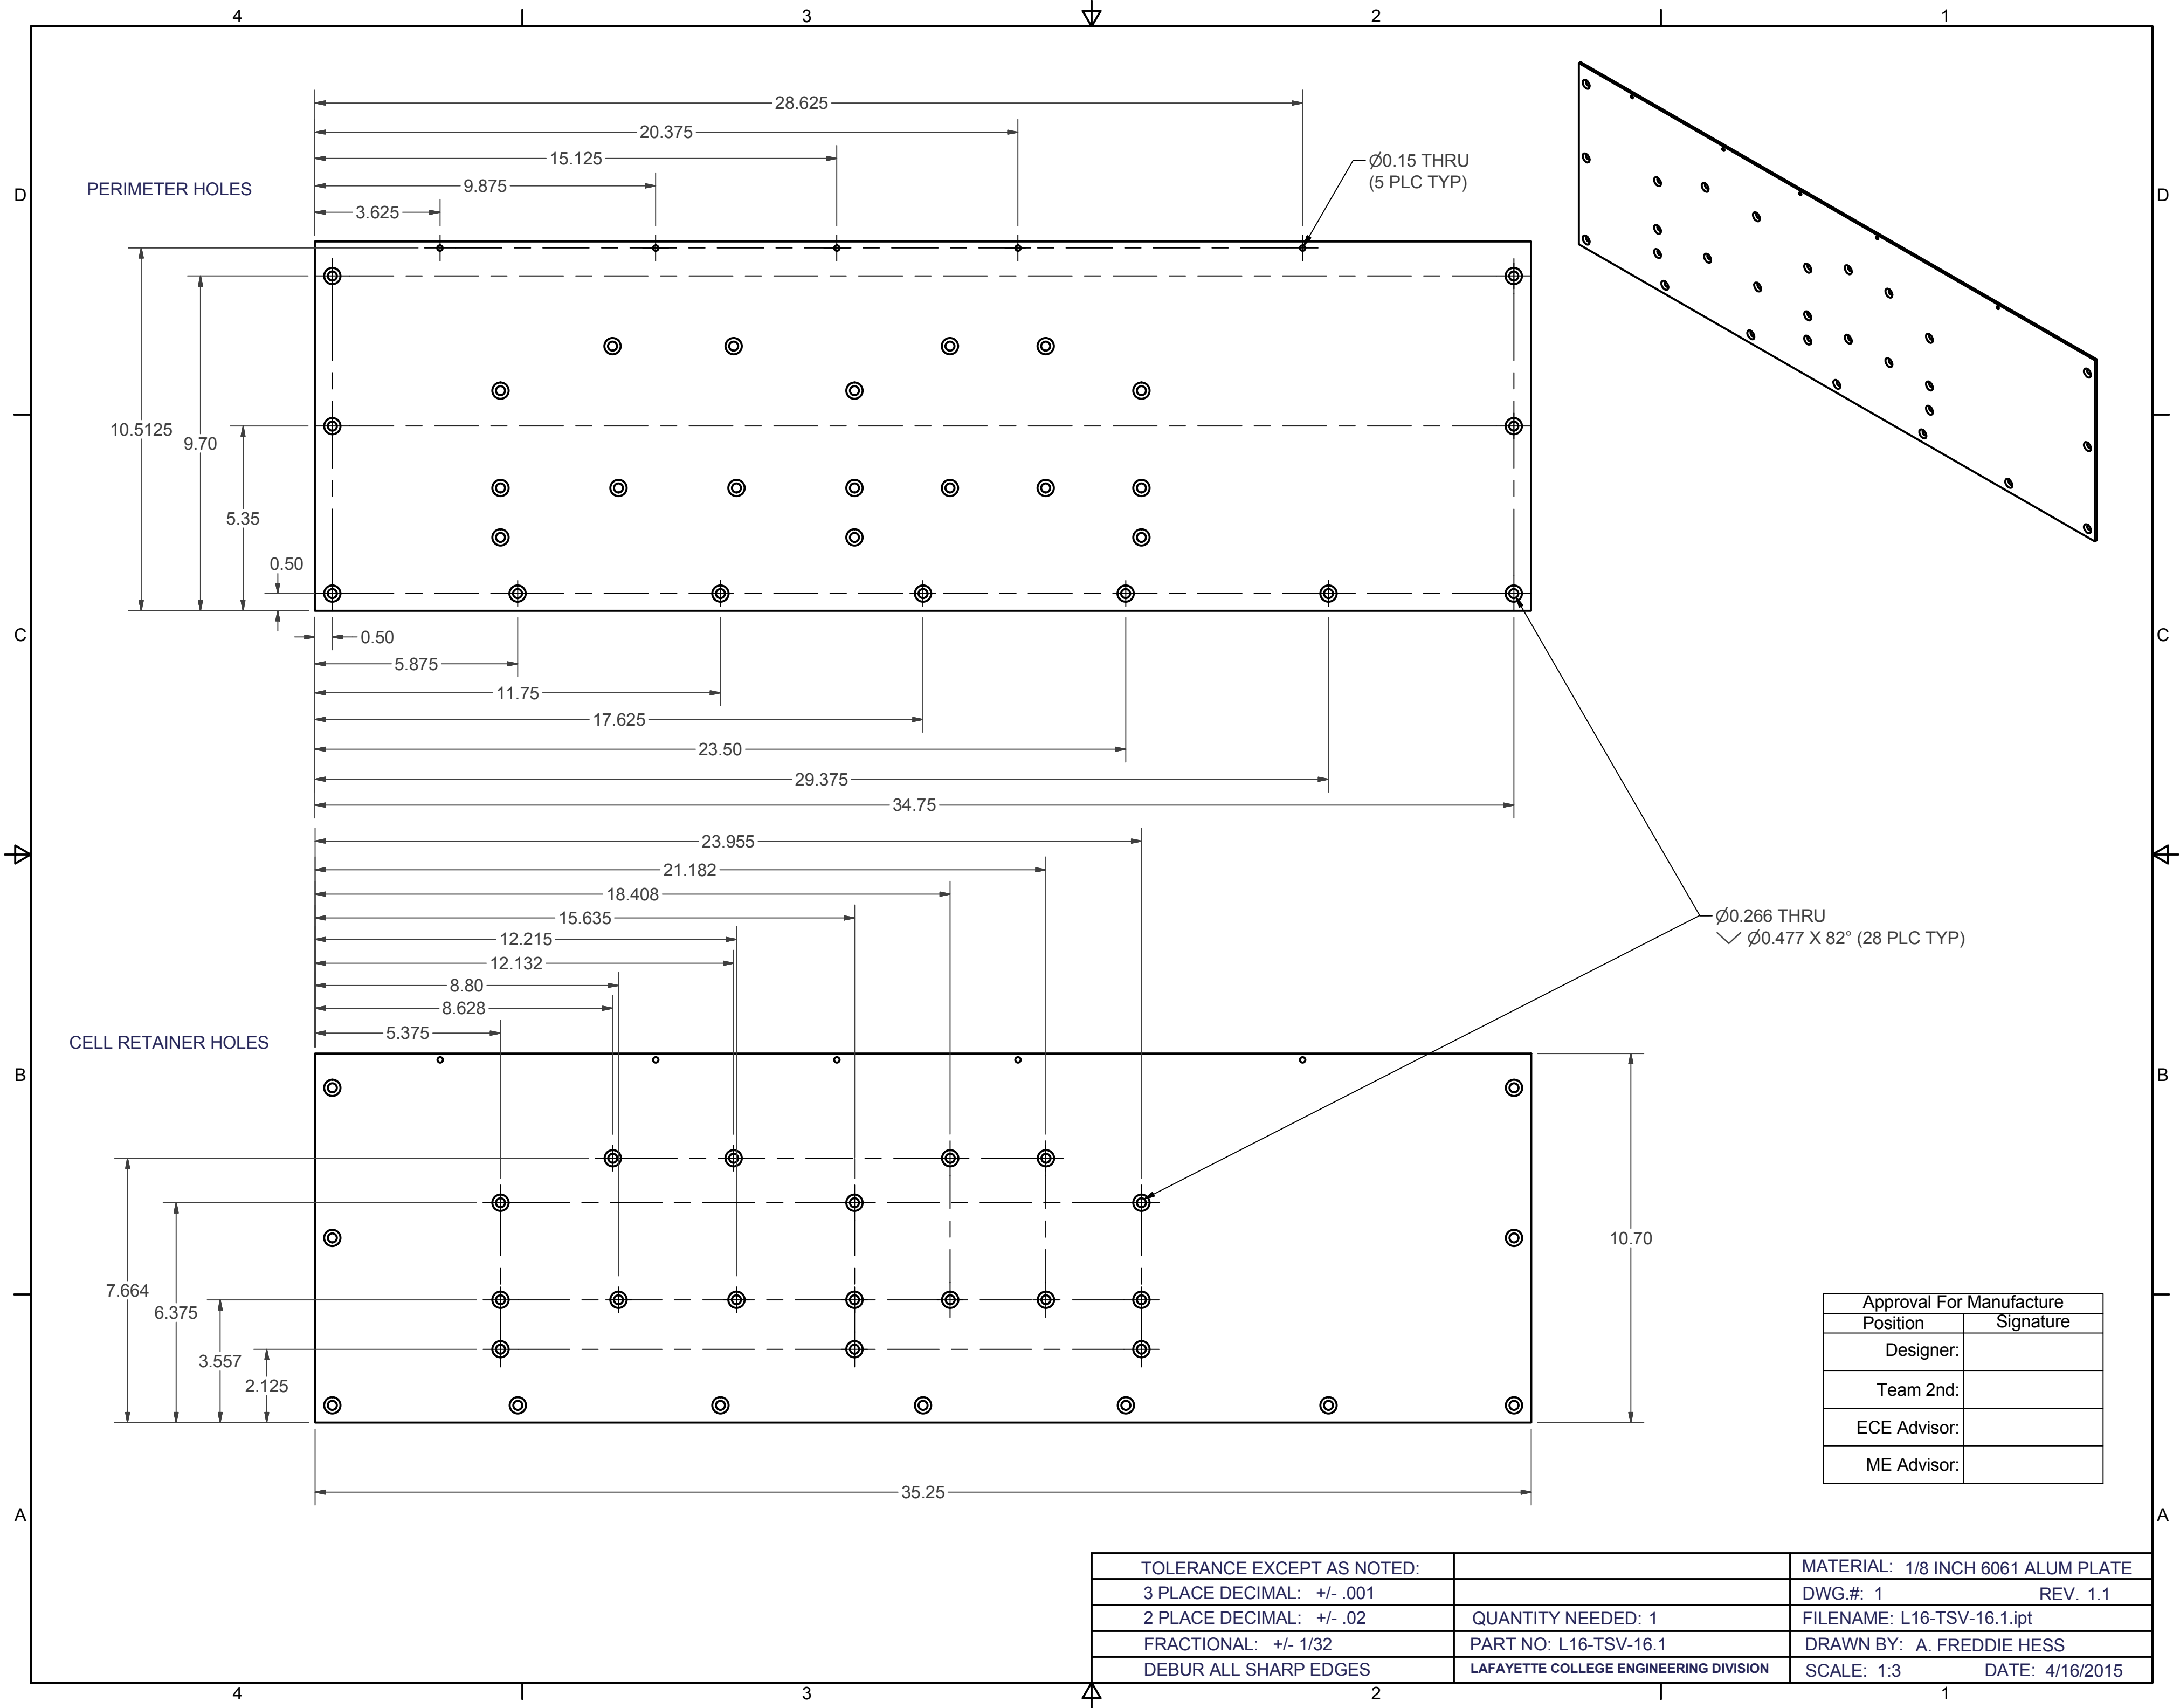 4 3 2 1
28.625
20.375
15.125
9.875
3.625
Ø0.15 THRU
(5 PLC TYP)
PERIMETER HOLES
D D
10.5125
9.70
5.35
0.50
0.50
C C
5.875
11.75
17.625
23.50
29.375
34.75
23.955
21.182
18.408
15.635
12.215
12.132
8.80
8.628
5.375
Ø0.266 THRU
Ø0.477 X 82° (28 PLC TYP)
CELL RETAINER HOLES
B B
10.70
7.664
6.375
3.557
2.125
35.25
Approval For Manufacture
Position Signature
Designer:
Team 2nd:
ECE Advisor:
ME Advisor:
A A
TOLERANCE EXCEPT AS NOTED:
3 PLACE DECIMAL: +/- .001
2 PLACE DECIMAL: +/- .02
FRACTIONAL: +/- 1/32
DEBUR ALL SHARP EDGES
QUANTITY NEEDED: 1
PART NO: L16-TSV-16.1
LAFAYETTE COLLEGE ENGINEERING DIVISION
MATERIAL: 1/8 INCH 6061 ALUM PLATE
DWG.#: 1 REV. 1.1
FILENAME: L16-TSV-16.1.ipt
DRAWN BY: A. FREDDIE HESS
SCALE: 1:3 DATE: 4/16/2015
4 3 2 1